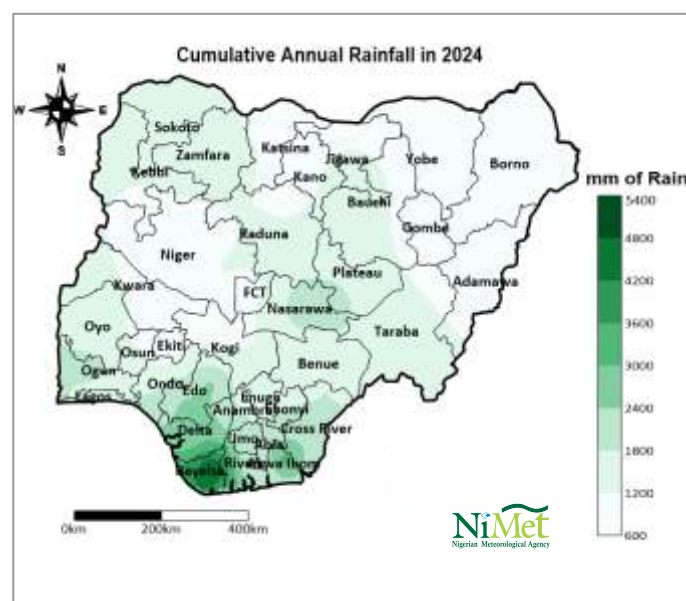 Cumulative Annual Rainfall in 2024
N
W E
S
Sokoto
Zamfara
Kebbi
Katsina
Kano
Jigawa
Yobe
Borno
Bauchi
Gombe
Kaduna
Niger
Plateau
Adamawa
FCT
Nasarawa
Kwara
Taraba
Oyo
Ekiti
Kogi
Osun
Benue
Ogun
Ondo
Edo
Lagos
Enugu
Anambra
Ebonyi
Delta
Imo
Abia
Cross River
Bayelsa
Rivers
Akwa Ibom
mm of Rain
5400
4800
4200
3600
3000
2400
1800
1200
600
0km 200km 400km
NiMet
Nigerian Meteorological Agency